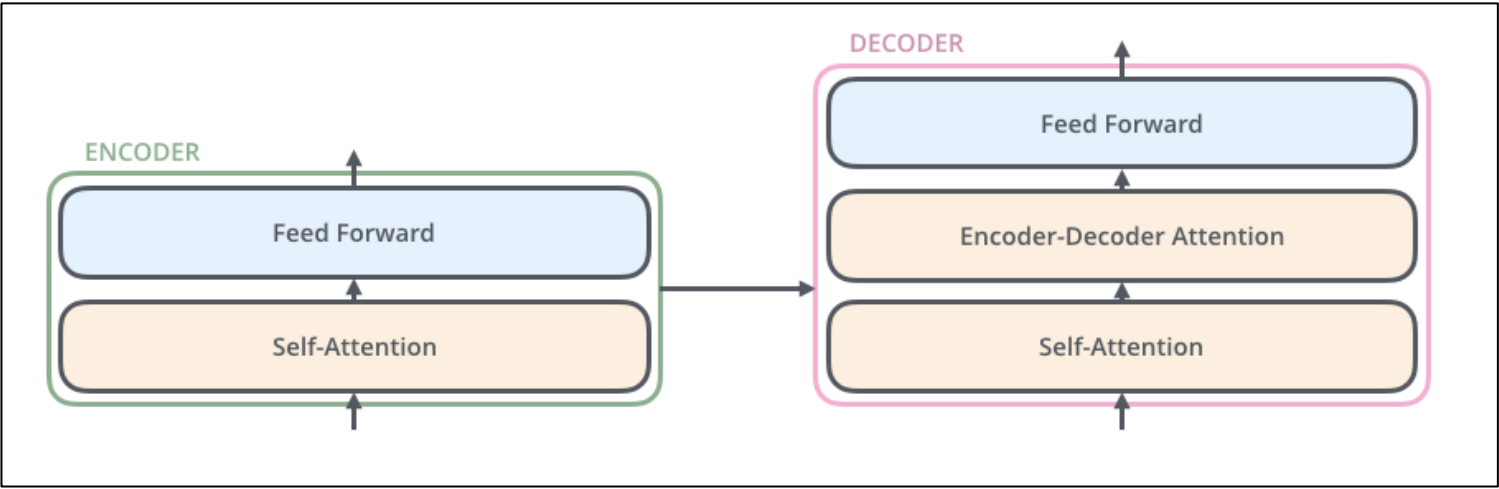 ENCODER
Feed Forward
Self-Attention
DECODER
Feed Forward
Encoder-Decoder Attention
Self-Attention